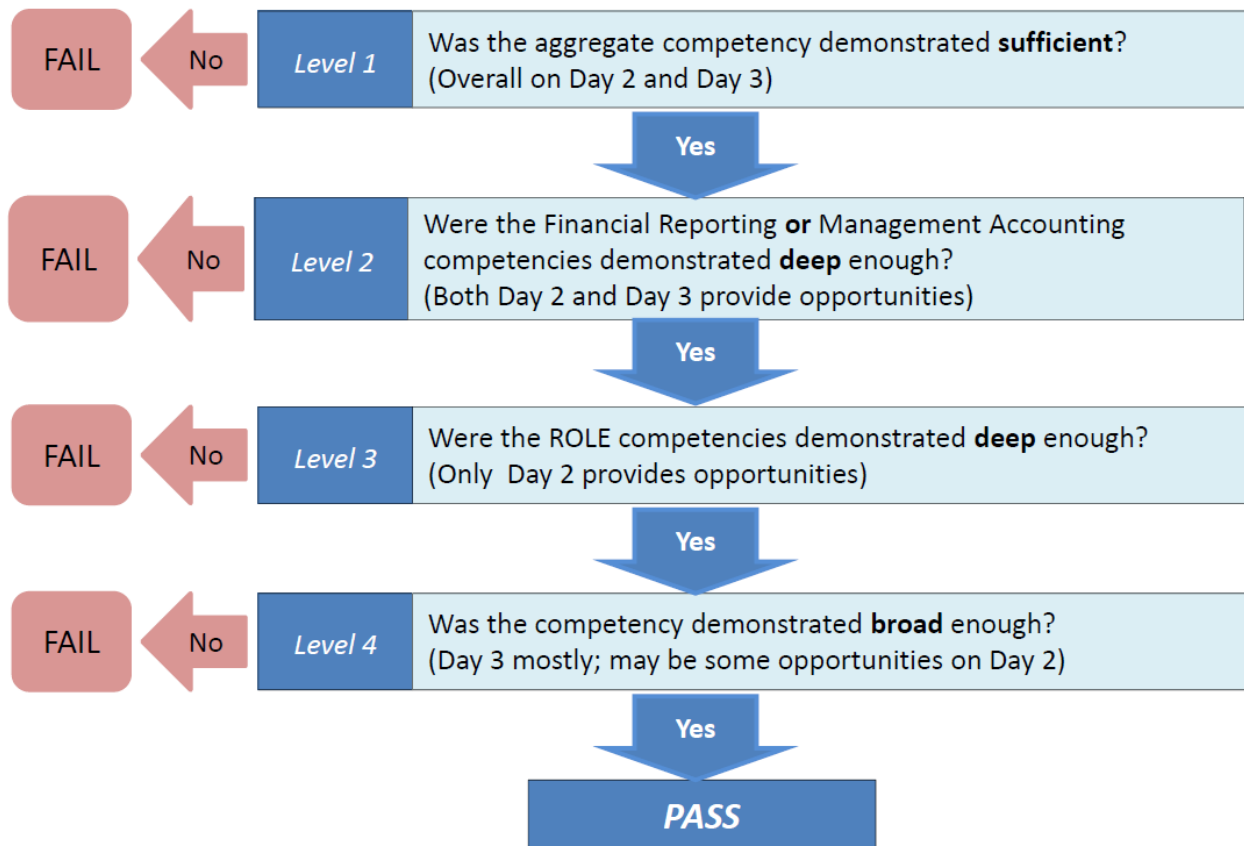 FAIL
No
Level 1
Was the aggregate competency demonstrated sufficient?
(Overall on Day 2 and Day 3)
Yes
FAIL
No
Level 2
Were the Financial Reporting or Management Accounting
competencies demonstrated deep enough?
(Both Day 2 and Day 3 provide opportunities)
Yes
FAIL
No
Level 3
Were the ROLE competencies demonstrated deep enough?
(Only Day 2 provides opportunities)
Yes
FAIL
No
Level 4
Was the competency demonstrated broad enough?
(Day 3 mostly; may be some opportunities on Day 2)
Yes
PASS